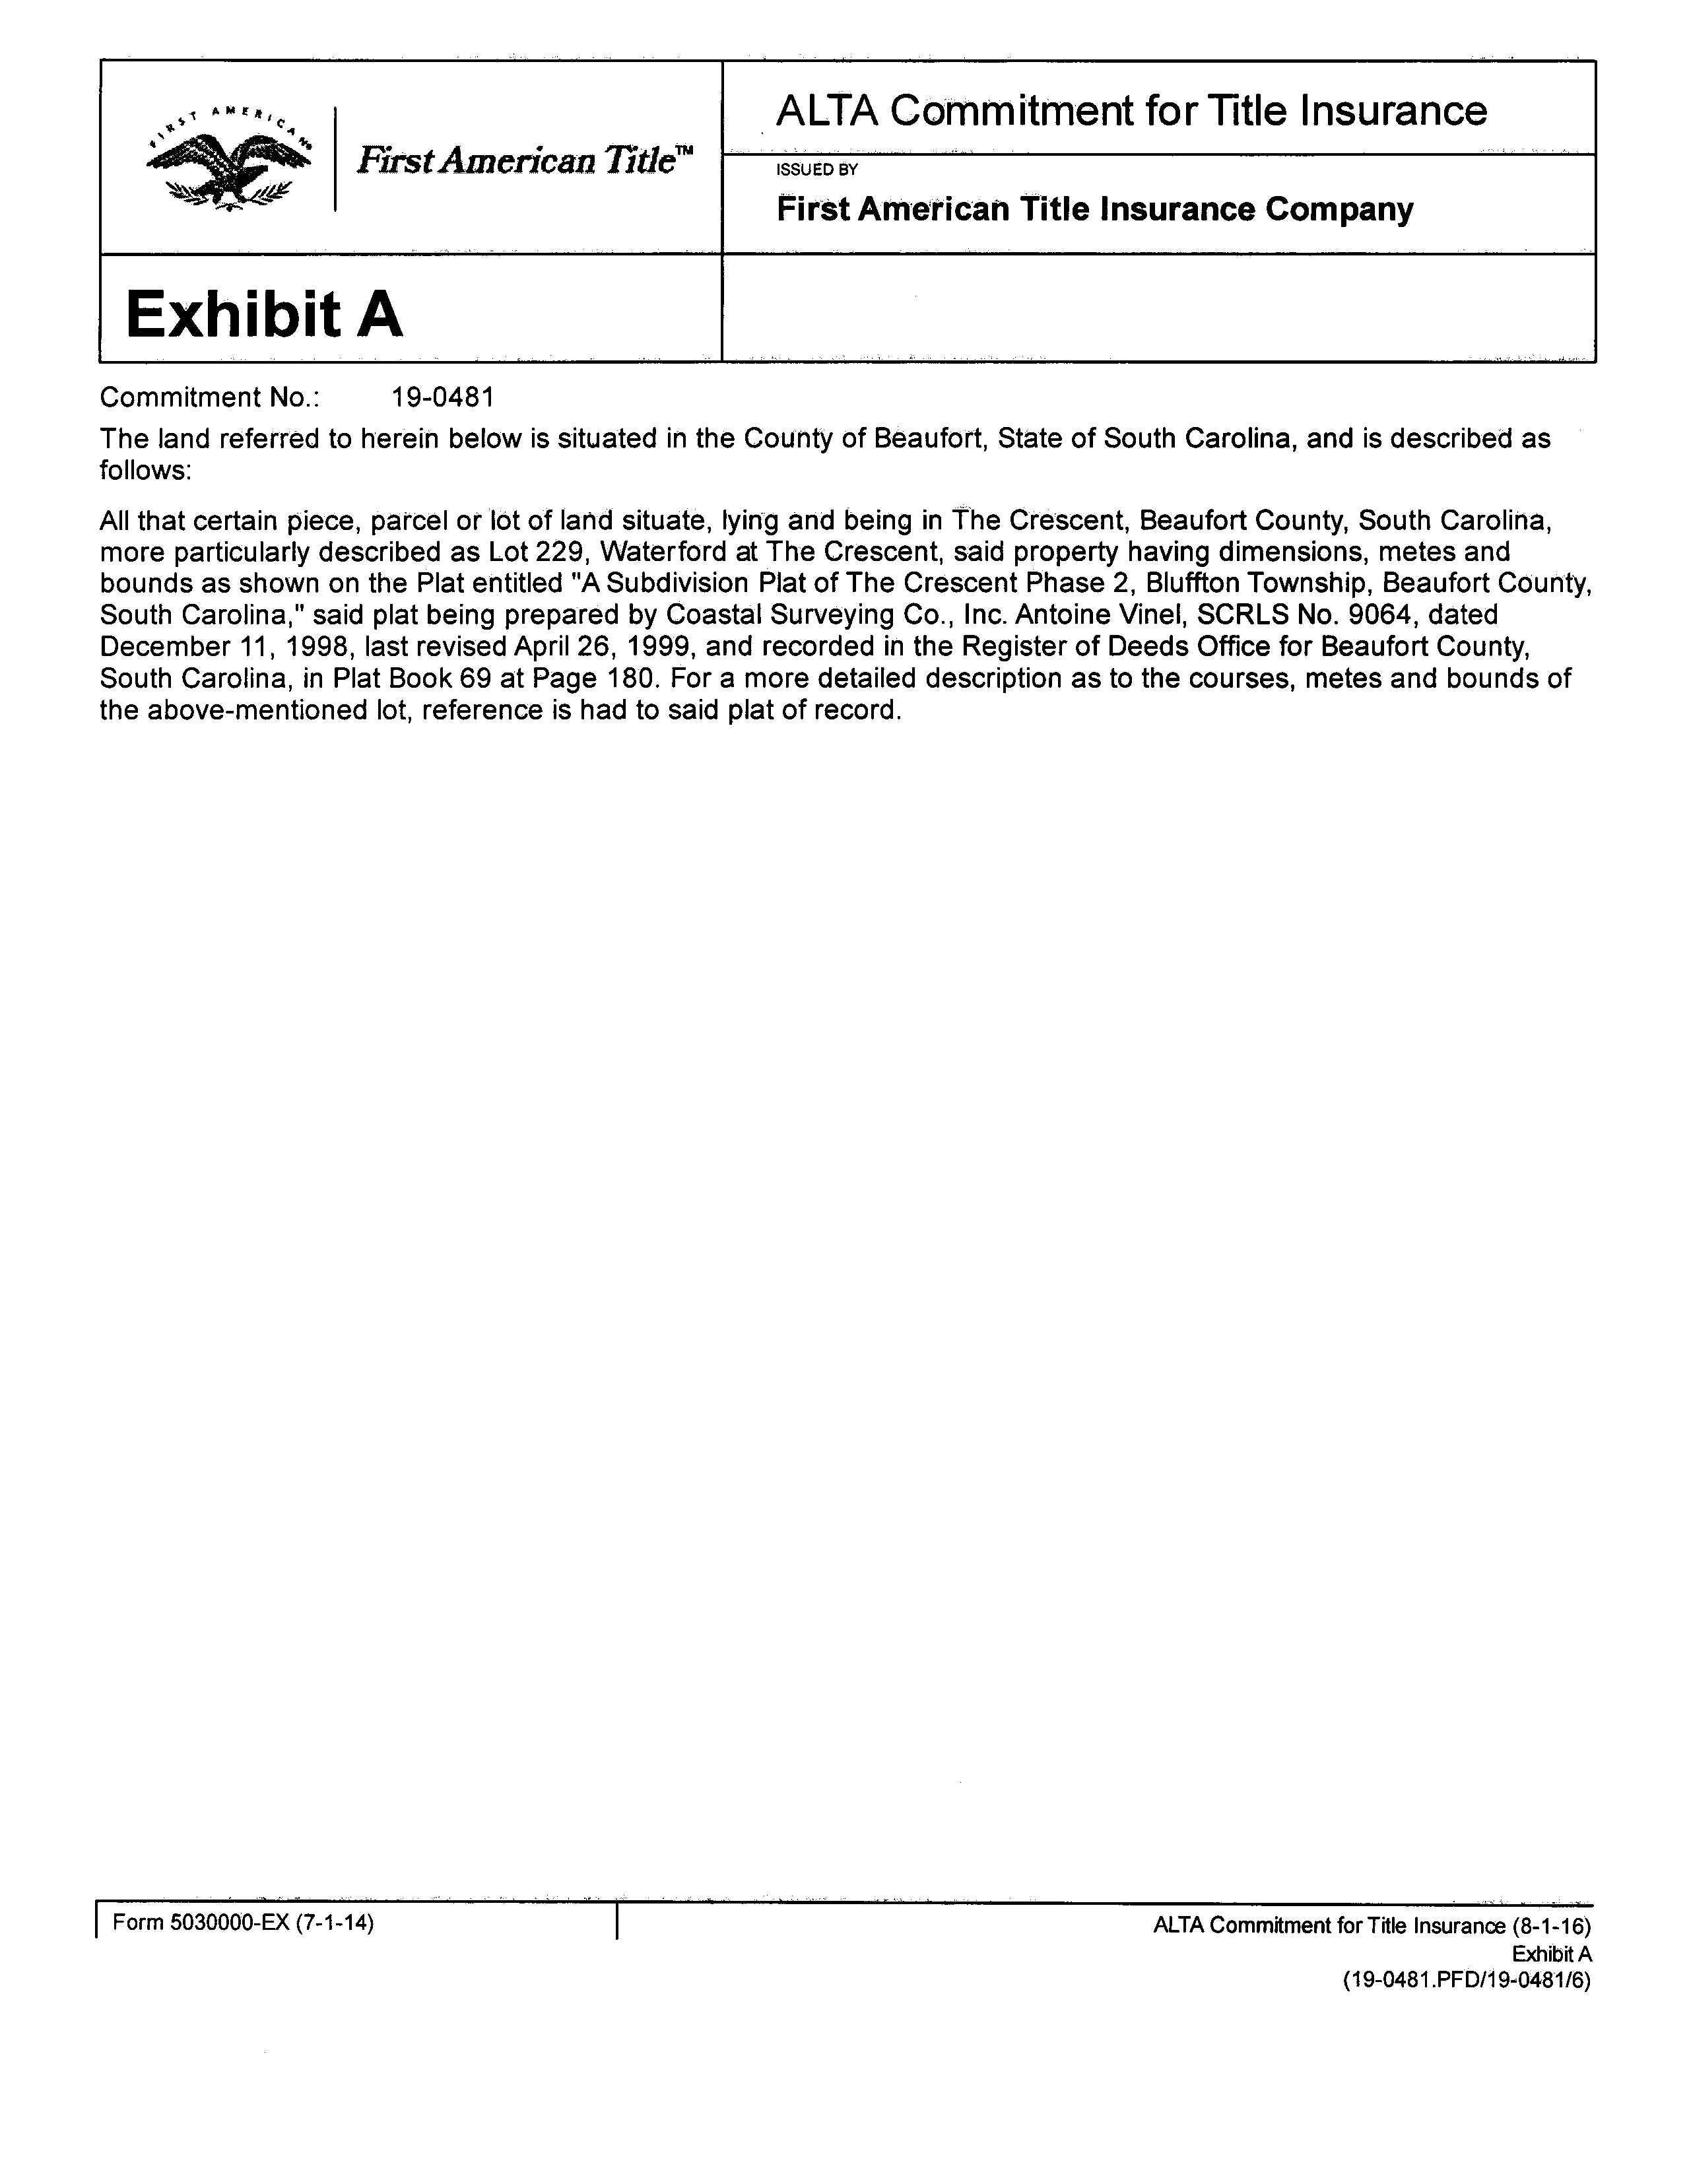 FIRST AMERICAN
First American Title™
ALTA Commitment for Title Insurance
ISSUED BY
First American Title Insurance Company
Exhibit A
Commitment No.: 19-0481
The land referred to herein below is situated in the County of Beaufort, State of South Carolina, and is described as
follows:
All that certain piece, parcel or lot of land situate, lying and being in The Crescent, Beaufort County, South Carolina,
more particularly described as Lot 229, Waterford at The Crescent, said property having dimensions, metes and
bounds as shown on the Plat entitled "A Subdivision Plat of The Crescent Phase 2, Bluffton Township, Beaufort County,
South Carolina," said plat being prepared by Coastal Surveying Co., Inc. Antoine Vinel, SCRLS No. 9064, dated
December 11, 1998, last revised April 26, 1999, and recorded in the Register of Deeds Office for Beaufort County,
South Carolina, in Plat Book 69 at Page 180. For a more detailed description as to the courses, metes and bounds of
the above-mentioned lot, reference is had to said plat of record.
Form 5030000-EX (7-1-14)
ALTA Commitment for Title Insurance (8-1-16)
Exhibit A
(19-0481.PFD/19-0481/6)